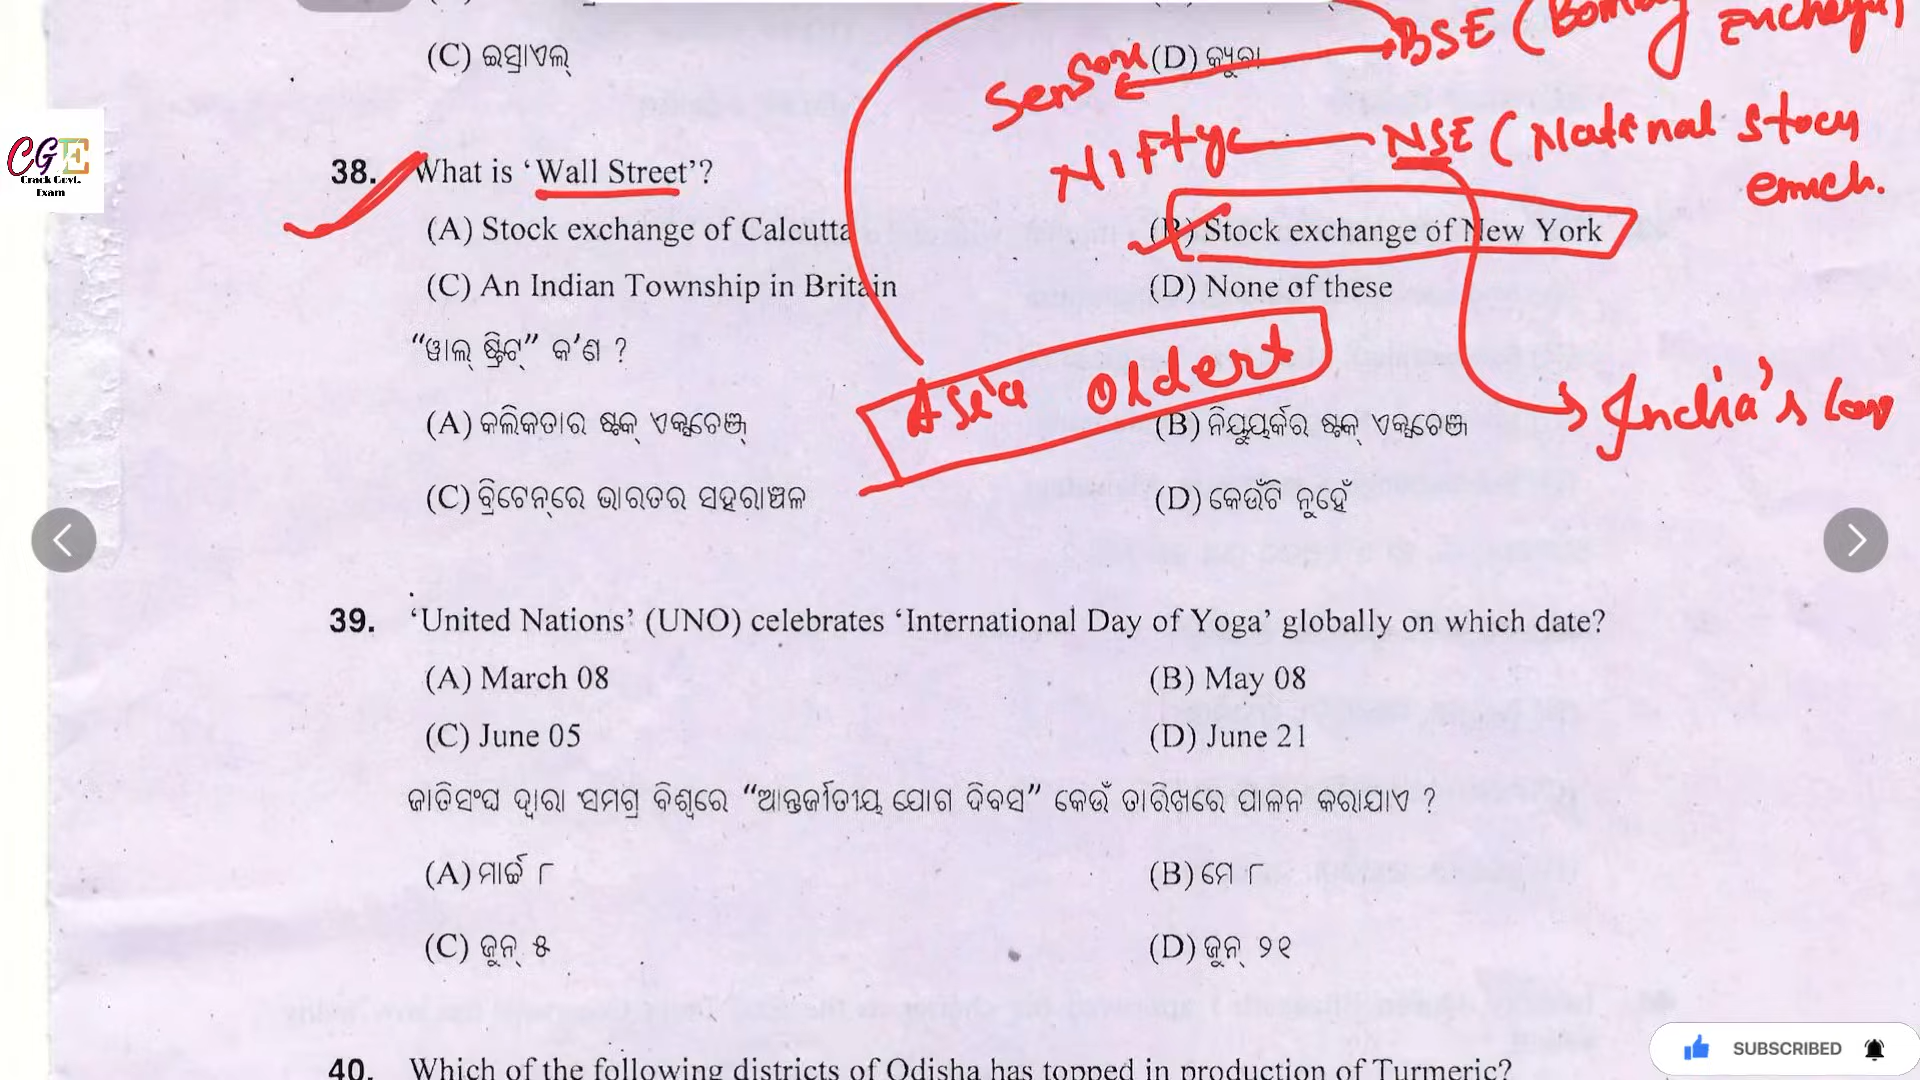 (C) ଇସ୍ରାଏଲ୍
(D) କ୍ୟୁବା
BSE (Bombay
Sensex
Nifty
NSE (National Stock
CGE
Crack Govt.
Exam
38. What is ‘Wall Street’?
(A) Stock exchange of Calcutta
(B) Stock exchange of New York
(C) An Indian Township in Britain
(D) None of these
“ୱାଲ୍ ଷ୍ଟ୍ରିଟ୍” କ’ଣ ?
Asia Oldest
India's
(A) କଲିକତାର ଷ୍ଟକ୍ ଏକ୍ସଚେଞ୍ଜ୍
(B) ନିୟୁୟର୍କର ଷ୍ଟକ୍ ଏକ୍ସଚେଞ୍ଜ
(C) ବ୍ରିଟେନ୍‌ରେ ଭାରତର ସହରାଞ୍ଚଳ
(D) କେଉଁଟି ନୁହେଁ
39. ‘United Nations’ (UNO) celebrates ‘International Day of Yoga’ globally on which date?
(A) March 08
(B) May 08
(C) June 05
(D) June 21
ଜାତିସଂଘ ଦ୍ୱାରା ସମଗ୍ର ବିଶ୍ୱରେ “ଆନ୍ତର୍ଜାତୀୟ ଯୋଗ ଦିବସ” କେଉଁ ତାରିଖରେ ପାଳନ କରାଯାଏ ?
(A) ମାର୍ଚ୍ଚ ୮
(B) ମେ ୮
(C) ଜୁନ୍ ୫
(D) ଜୁନ୍ ୨୧
40. Which of the following districts of Odisha has topped in production of Turmeric?
SUBSCRIBED